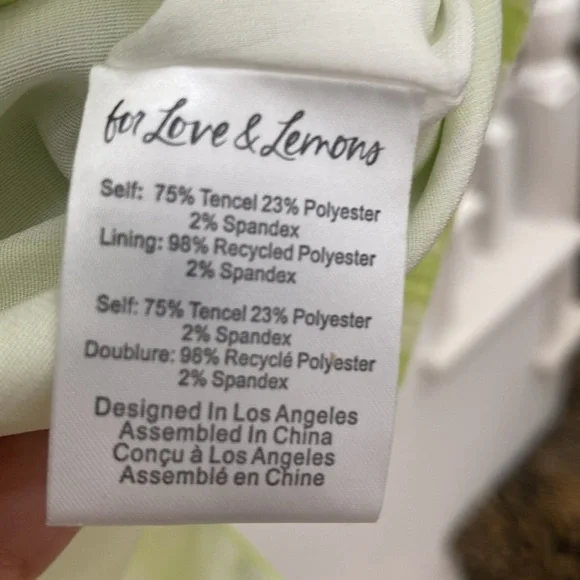 for Love & Lemons
Self: 75% Tencel 23% Polyester
2% Spandex
Lining: 98% Recycled Polyester
2% Spandex
Self: 75% Tencel 23% Polyester
2% Spandex
Doublure: 98% Recyclé Polyester
2% Spandex
Designed In Los Angeles
Assembled In China
Conçu à Los Angeles
Assemblé en Chine